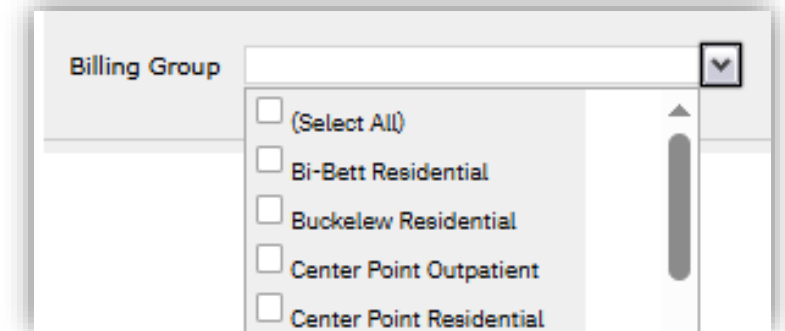 Billing Group
(Select All)
Bi-Bett Residential
Buckelew Residential
Center Point Outpatient
Center Point Residential